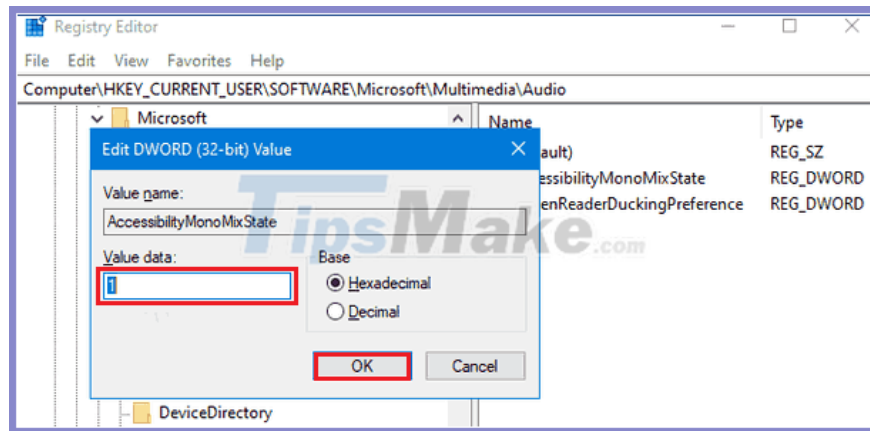 Registry Editor
File Edit View Favorites Help
Computer\HKEY_CURRENT_USER\SOFTWARE\Microsoft\Multimedia\Audio
Microsoft
Name Type
Edit DWORD (32-bit) Value
ault) REG_SZ
essibilityMonoMixState REG_DWORD
enReaderDuckingPreference REG_DWORD
Value name:
AccessibilityMonoMixState
TipsMake.com
Value data:
1
Base
Hexadecimal
Decimal
OK Cancel
DeviceDirectory